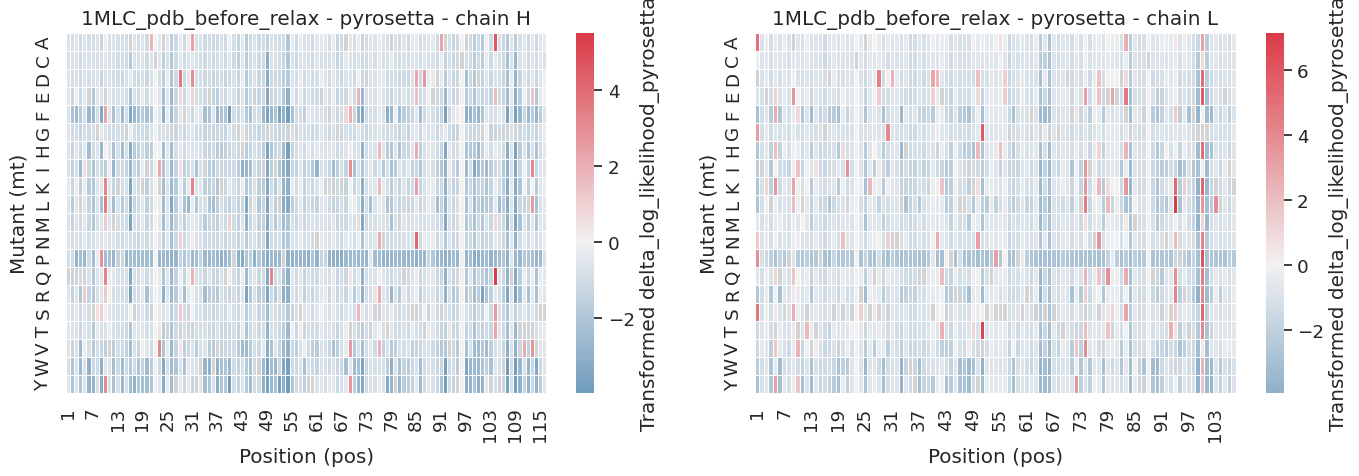 1MLC_pdb_before_relax - pyrosetta - chain H
Mutant (mt)
A
C
D
E
F
G
H
I
K
L
M
N
P
Q
R
S
T
V
W
Y
1 7 13 19 25 31 37 43 49 55 61 67 73 79 85 91 97 103 109 115
Position (pos)
4
2
0
−2
Transformed delta_log_likelihood_pyrosetta
1MLC_pdb_before_relax - pyrosetta - chain L
Mutant (mt)
A
C
D
E
F
G
H
I
K
L
M
N
P
Q
R
S
T
V
W
Y
1 7 13 19 25 31 37 43 49 55 61 67 73 79 85 91 97 103
Position (pos)
6
4
2
0
−2
Transformed delta_log_likelihood_pyrosetta